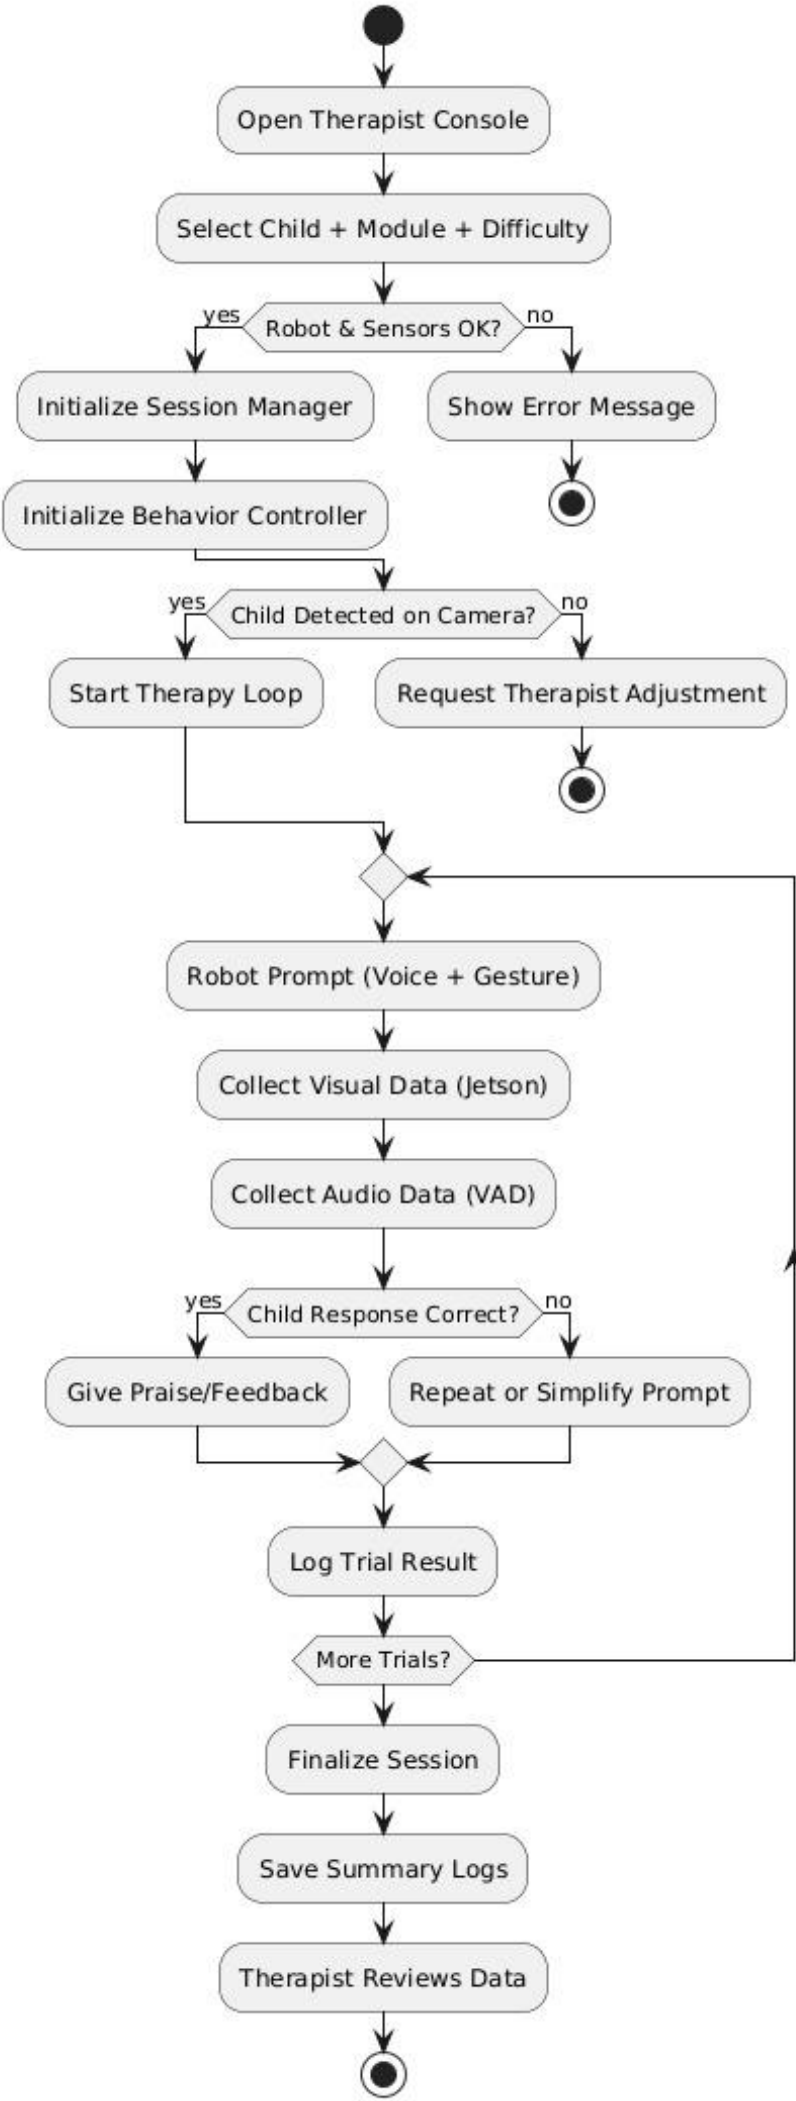 Open Therapist Console
Select Child + Module + Difficulty
yes
Robot & Sensors OK?
no
Initialize Session Manager
Show Error Message
Initialize Behavior Controller
yes
Child Detected on Camera?
no
Start Therapy Loop
Request Therapist Adjustment
Robot Prompt (Voice + Gesture)
Collect Visual Data (Jetson)
Collect Audio Data (VAD)
yes
Child Response Correct?
no
Give Praise/Feedback
Repeat or Simplify Prompt
Log Trial Result
More Trials?
Finalize Session
Save Summary Logs
Therapist Reviews Data